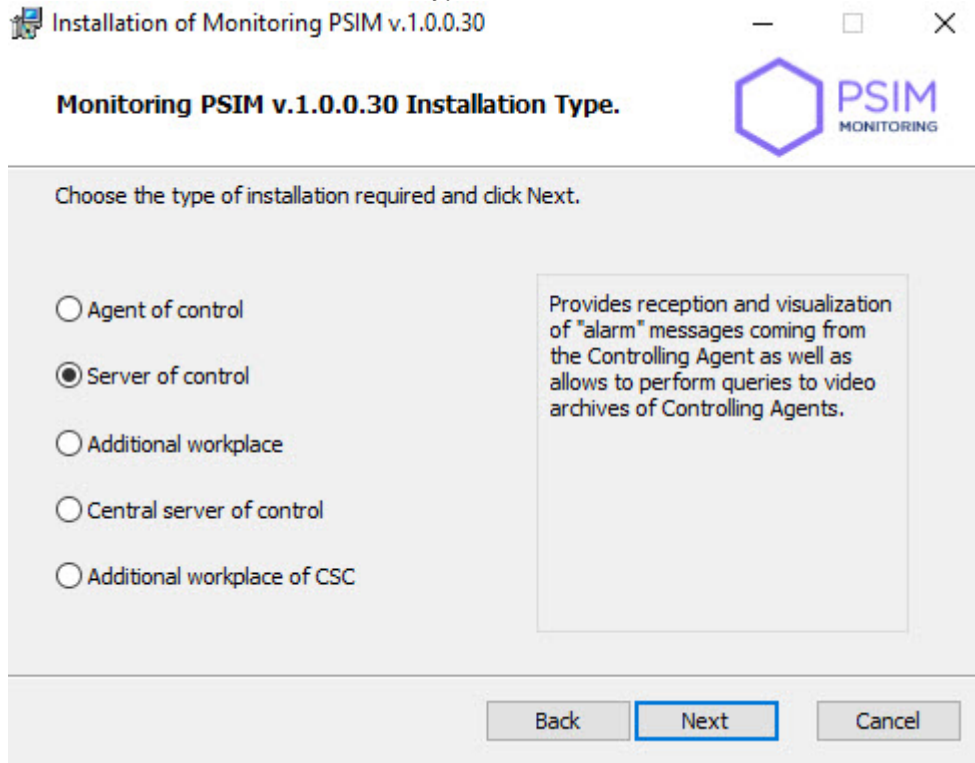 Installation of Monitoring PSIM v.1.0.0.30
Monitoring PSIM v.1.0.0.30 Installation Type.
PSIM
MONITORING
Choose the type of installation required and click Next.
Agent of control
Server of control
Additional workplace
Central server of control
Additional workplace of CSC
Provides reception and visualization
of "alarm" messages coming from
the Controlling Agent as well as
allows to perform queries to video
archives of Controlling Agents.
Back
Next
Cancel